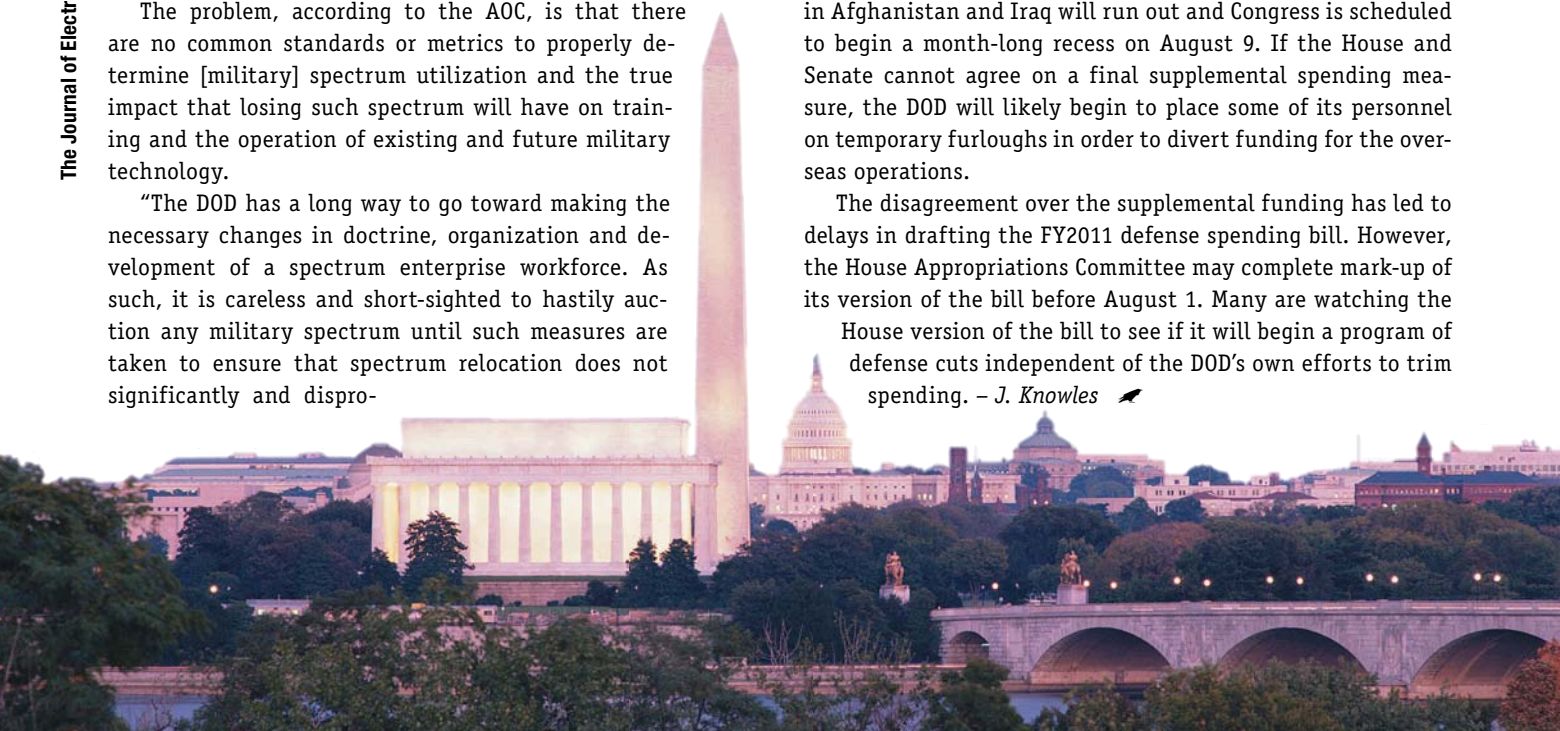 The Journal of Electr
The problem, according to the AOC, is that there
are no common standards or metrics to properly de-
termine [military] spectrum utilization and the true
impact that losing such spectrum will have on train-
ing and the operation of existing and future military
technology.
“The DOD has a long way to go toward making the
necessary changes in doctrine, organization and de-
velopment of a spectrum enterprise workforce. As
such, it is careless and short-sighted to hastily auc-
tion any military spectrum until such measures are
taken to ensure that spectrum relocation does not
significantly and dispro-
in Afghanistan and Iraq will run out and Congress is scheduled
to begin a month-long recess on August 9. If the House and
Senate cannot agree on a final supplemental spending mea-
sure, the DOD will likely begin to place some of its personnel
on temporary furloughs in order to divert funding for the over-
seas operations.
The disagreement over the supplemental funding has led to
delays in drafting the FY2011 defense spending bill. However,
the House Appropriations Committee may complete mark-up of
its version of the bill before August 1. Many are watching the
House version of the bill to see if it will begin a program of
defense cuts independent of the DOD’s own efforts to trim
spending. – J. Knowles